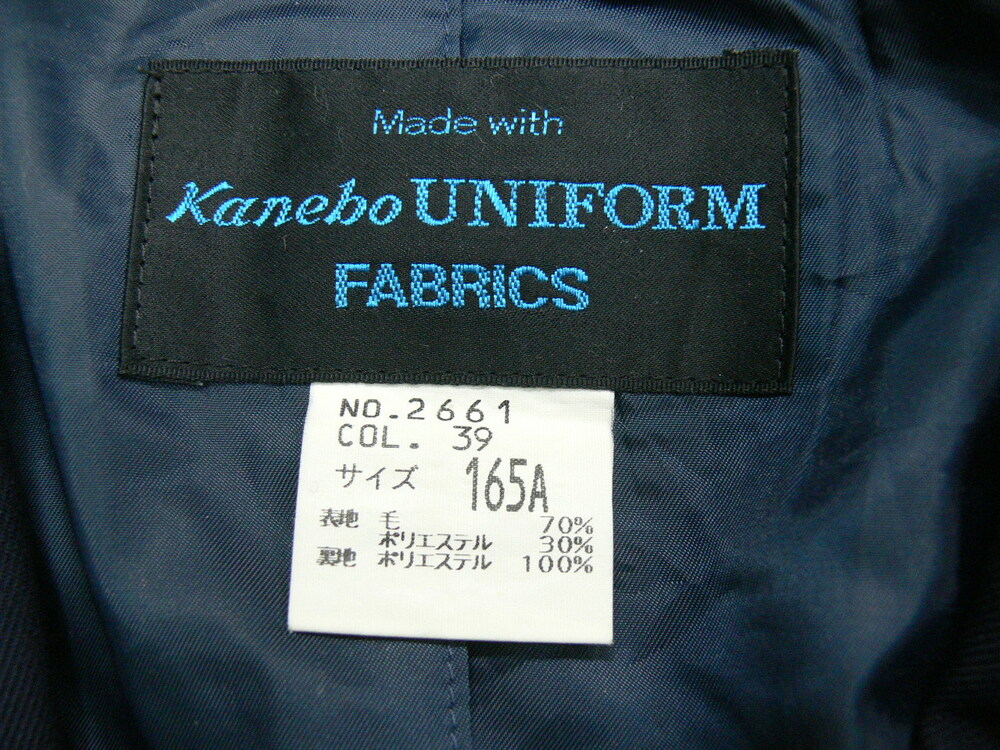 Made with
Kanebo UNIFORM
FABRICS
NO.2661
COL. 39
サイズ 165A
表地 毛 70%
ポリエステル 30%
裏地 ポリエステル 100%